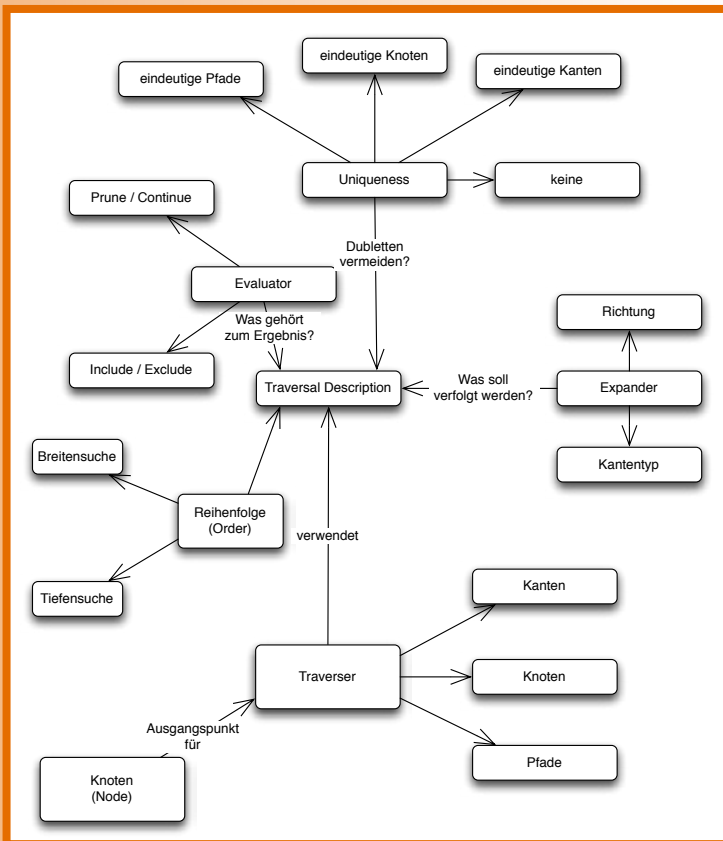 eindeutige Knoten
eindeutige Pfade
eindeutige Kanten
Uniqueness
keine
Prune / Continue
Dubletten
vermeiden?
Evaluator
Was gehört
zum Ergebnis?
Richtung
Include / Exclude
Traversal Description
Was soll
verfolgt werden?
Expander
Breitensuche
Kantentyp
Reihenfolge
(Order)
verwendet
Tiefensuche
Kanten
Traverser
Knoten
Ausgangspunkt
für
Pfade
Knoten
(Node)